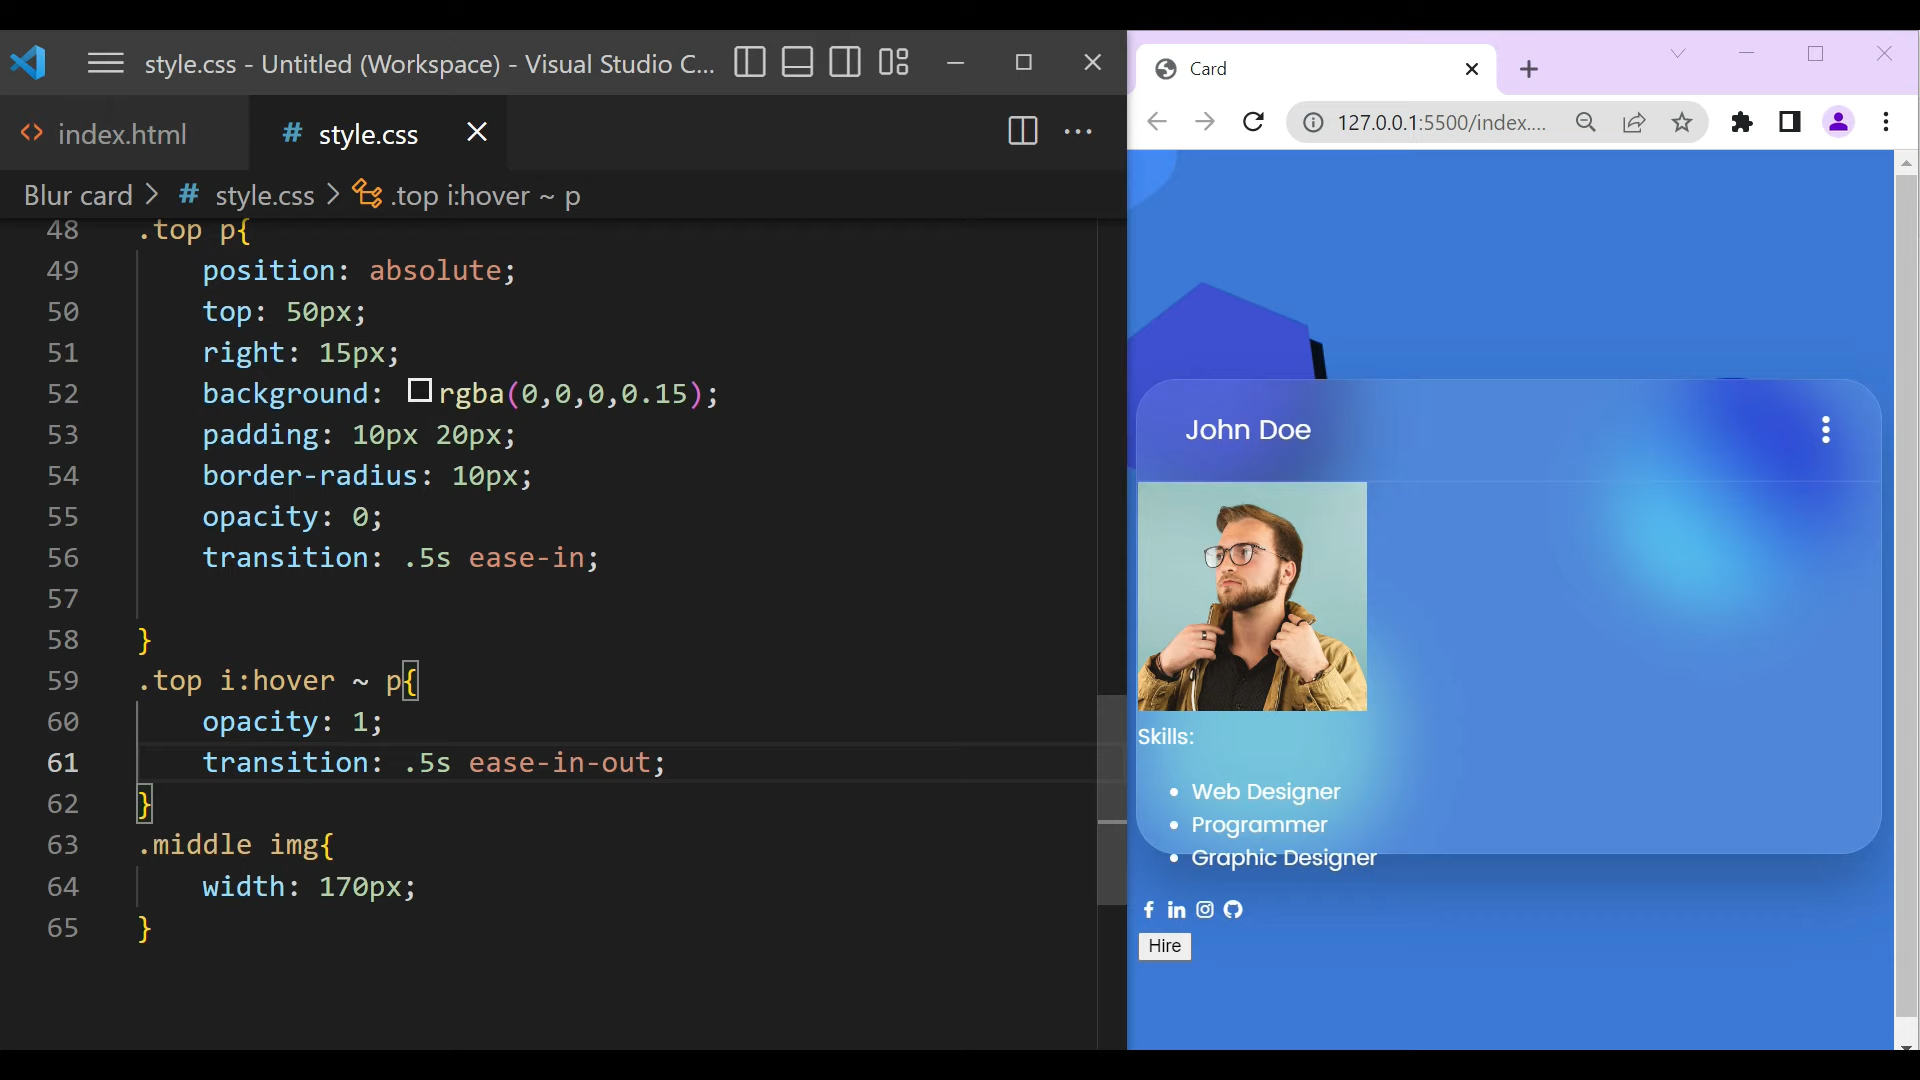 style.css - Untitled (Workspace) - Visual Studio C...
index.html
# style.css
Blur card > # style.css > .top i:hover ~ p
48 .top p{
49 position: absolute;
50 top: 50px;
51 right: 15px;
52 background: rgba(0,0,0,0.15);
53 padding: 10px 20px;
54 border-radius: 10px;
55 opacity: 0;
56 transition: .5s ease-in;
57
58 }
59 .top i:hover ~ p{
60 opacity: 1;
61 transition: .5s ease-in-out;
62 }
63 .middle img{
64 width: 170px;
65 }
Card
127.0.0.1:5500/index....
John Doe
Skills:
• Web Designer
• Programmer
• Graphic Designer
Hire